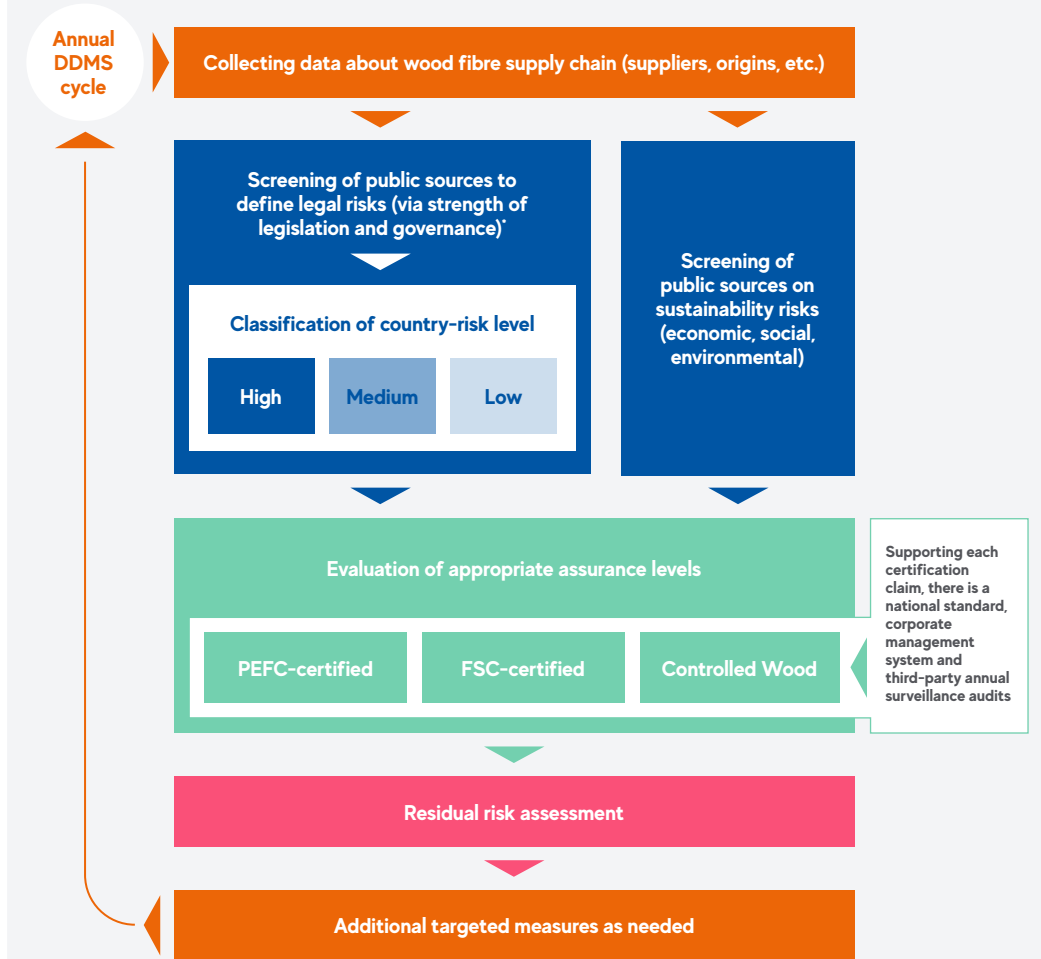 Annual
DDMS
cycle
Collecting data about wood fibre supply chain (suppliers, origins, etc.)
Screening of public sources to
define legal risks (via strength of
legislation and governance)*
Classification of country-risk level
High
Medium
Low
Screening of
public sources on
sustainability risks
(economic, social,
environmental)
Evaluation of appropriate assurance levels
PEFC-certified
FSC-certified
Controlled Wood
Supporting each
certification
claim, there is a
national standard,
corporate
management
system and
third-party annual
surveillance audits
Residual risk assessment
Additional targeted measures as needed